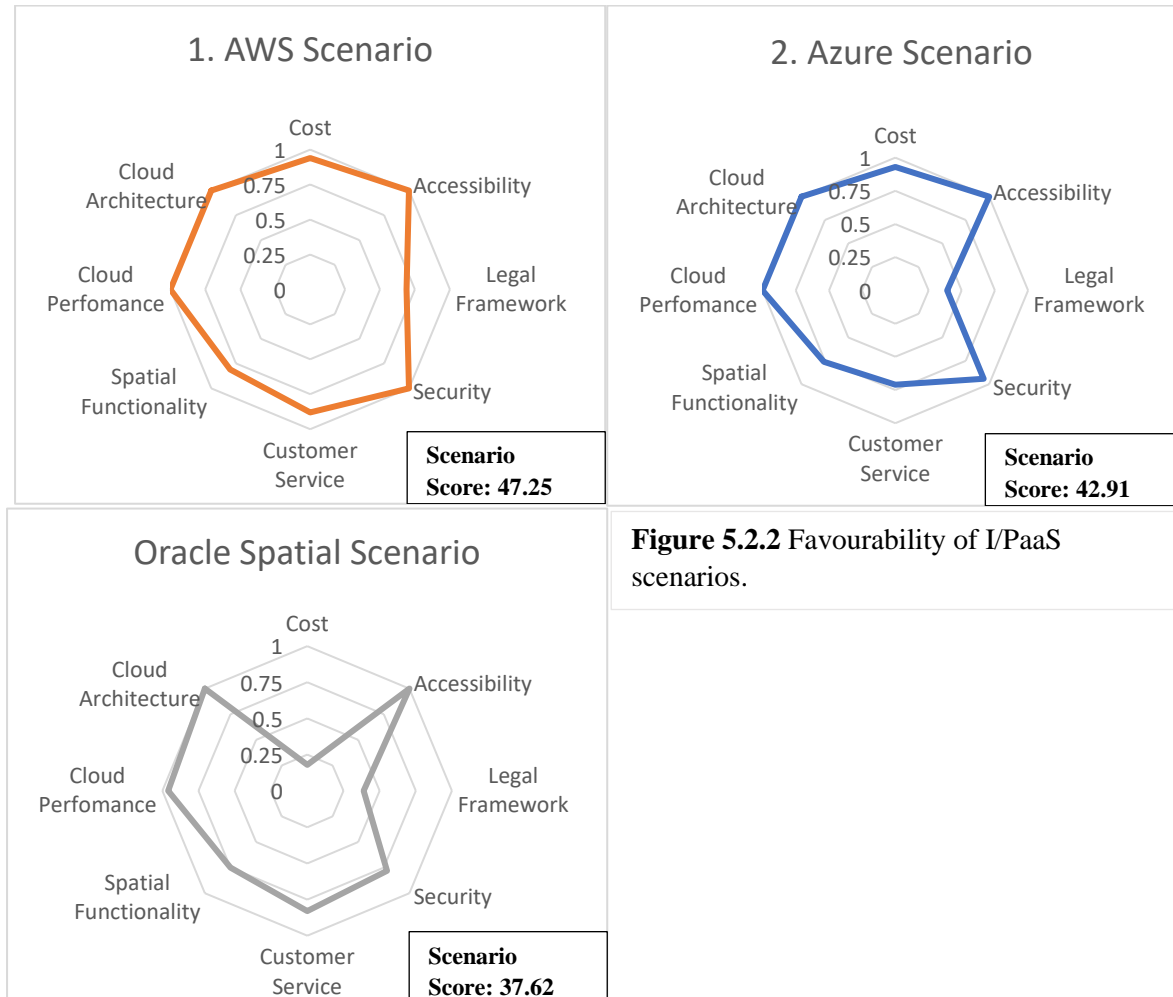 1. AWS Scenario
Cost
1
Cloud
Architecture
0.75
Accessibility
0.5
0.25
Cloud
Perfomance
0
Legal
Framework
Spatial
Functionality
Security
Customer
Service
Scenario
Score: 47.25
2. Azure Scenario
Cost
1
Cloud
Architecture
0.75
Accessibility
0.5
0.25
Cloud
Perfomance
0
Legal
Framework
Spatial
Functionality
Security
Customer
Service
Scenario
Score: 42.91
Oracle Spatial Scenario
Cost
1
Cloud
Architecture
0.75
Accessibility
0.5
0.25
Cloud
Perfomance
0
Legal
Framework
Spatial
Functionality
Security
Customer
Service
Scenario
Score: 37.62
Figure 5.2.2 Favourability of I/PaaS
scenarios.